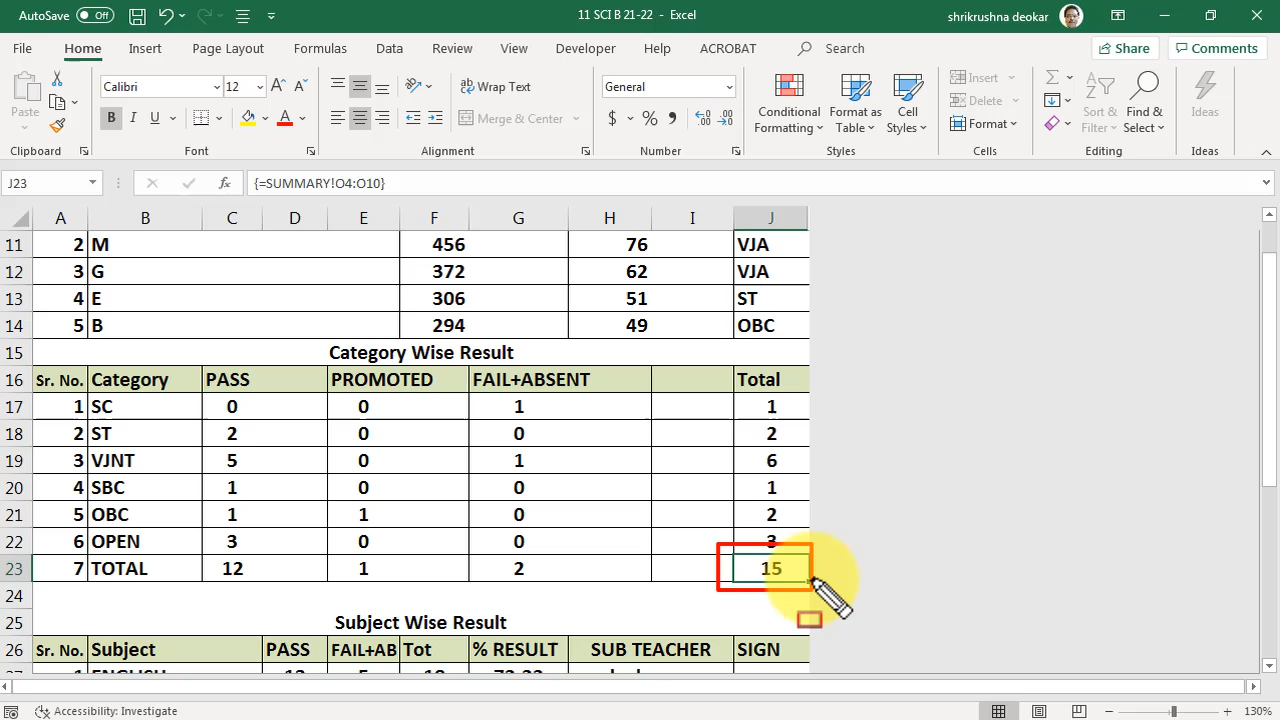 AutoSave Off 11 SCI B 21-22 - Excel shrikrushna deokar
File Home Insert Page Layout Formulas Data Review View Developer Help ACROBAT Search Share Comments
Paste Calibri 12 A A Wrap Text General Conditional Formatting Format as Table Cell Styles Insert Delete Format Sort & Filter Find & Select Ideas
B I U A Merge & Center $ % ,
Clipboard Font Alignment Number Styles Cells Editing Ideas
J23 fx {=SUMMARY!O4:O10}
A B C D E F G H I J
11 2 M 456 76 VJA
12 3 G 372 62 VJA
13 4 E 306 51 ST
14 5 B 294 49 OBC
15 Category Wise Result
16 Sr. No. Category PASS PROMOTED FAIL+ABSENT Total
17 1 SC 0 0 1 1
18 2 ST 2 0 0 2
19 3 VJNT 5 0 1 6
20 4 SBC 1 0 0 1
21 5 OBC 1 1 0 2
22 6 OPEN 3 0 0 3
23 7 TOTAL 12 1 2 15
24
25 Subject Wise Result
26 Sr. No. Subject PASS FAIL+AB Tot % RESULT SUB TEACHER SIGN
Accessibility: Investigate 130%